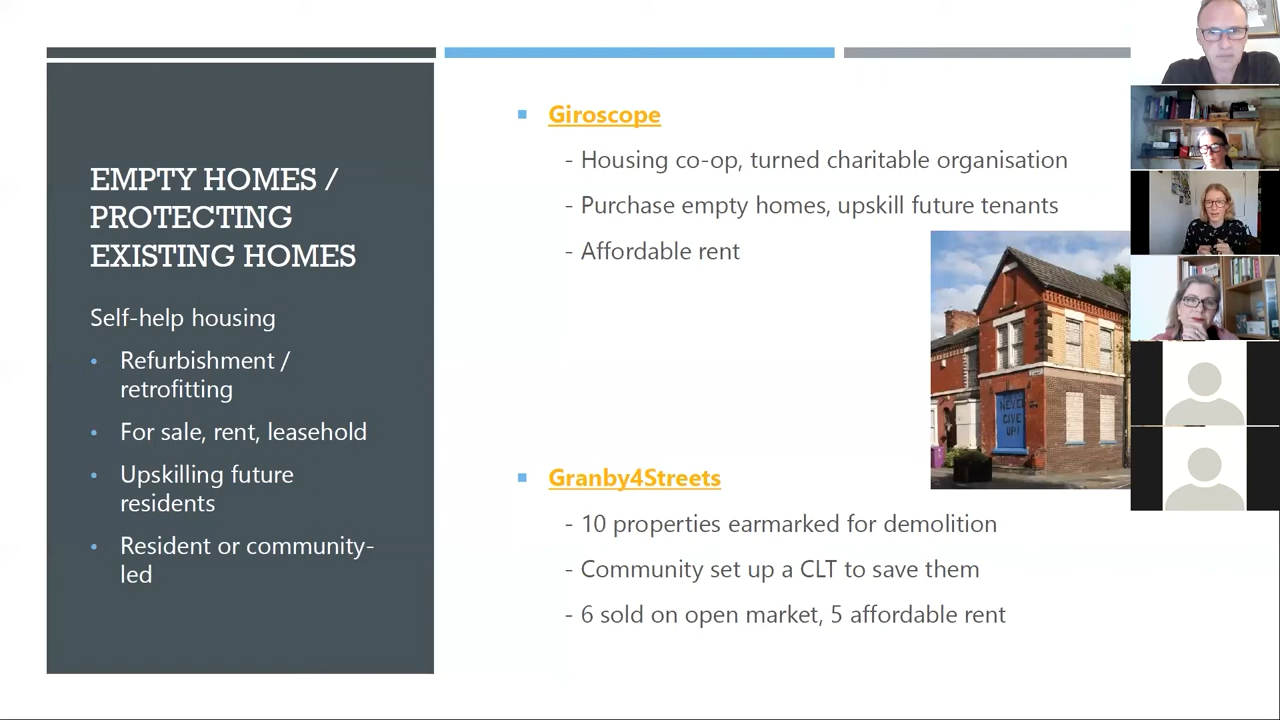 EMPTY HOMES /
PROTECTING
EXISTING HOMES
Self-help housing
• Refurbishment /
retrofitting
• For sale, rent, leasehold
• Upskilling future
residents
• Resident or community-
led
▪ Giroscope
- Housing co-op, turned charitable organisation
- Purchase empty homes, upskill future tenants
- Affordable rent
NEVER
GIVE
UP!
▪ Granby4Streets
- 10 properties earmarked for demolition
- Community set up a CLT to save them
- 6 sold on open market, 5 affordable rent